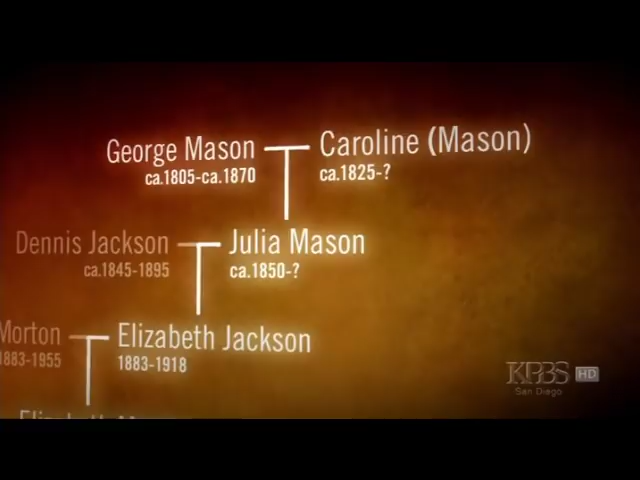 George Mason
ca.1805-ca.1870
Caroline (Mason)
ca.1825-?
Dennis Jackson
ca.1845-1895
Julia Mason
ca.1850-?
Morton
1883-1955
Elizabeth Jackson
1883-1918
Elizabeth
KPBS HD
San Diego